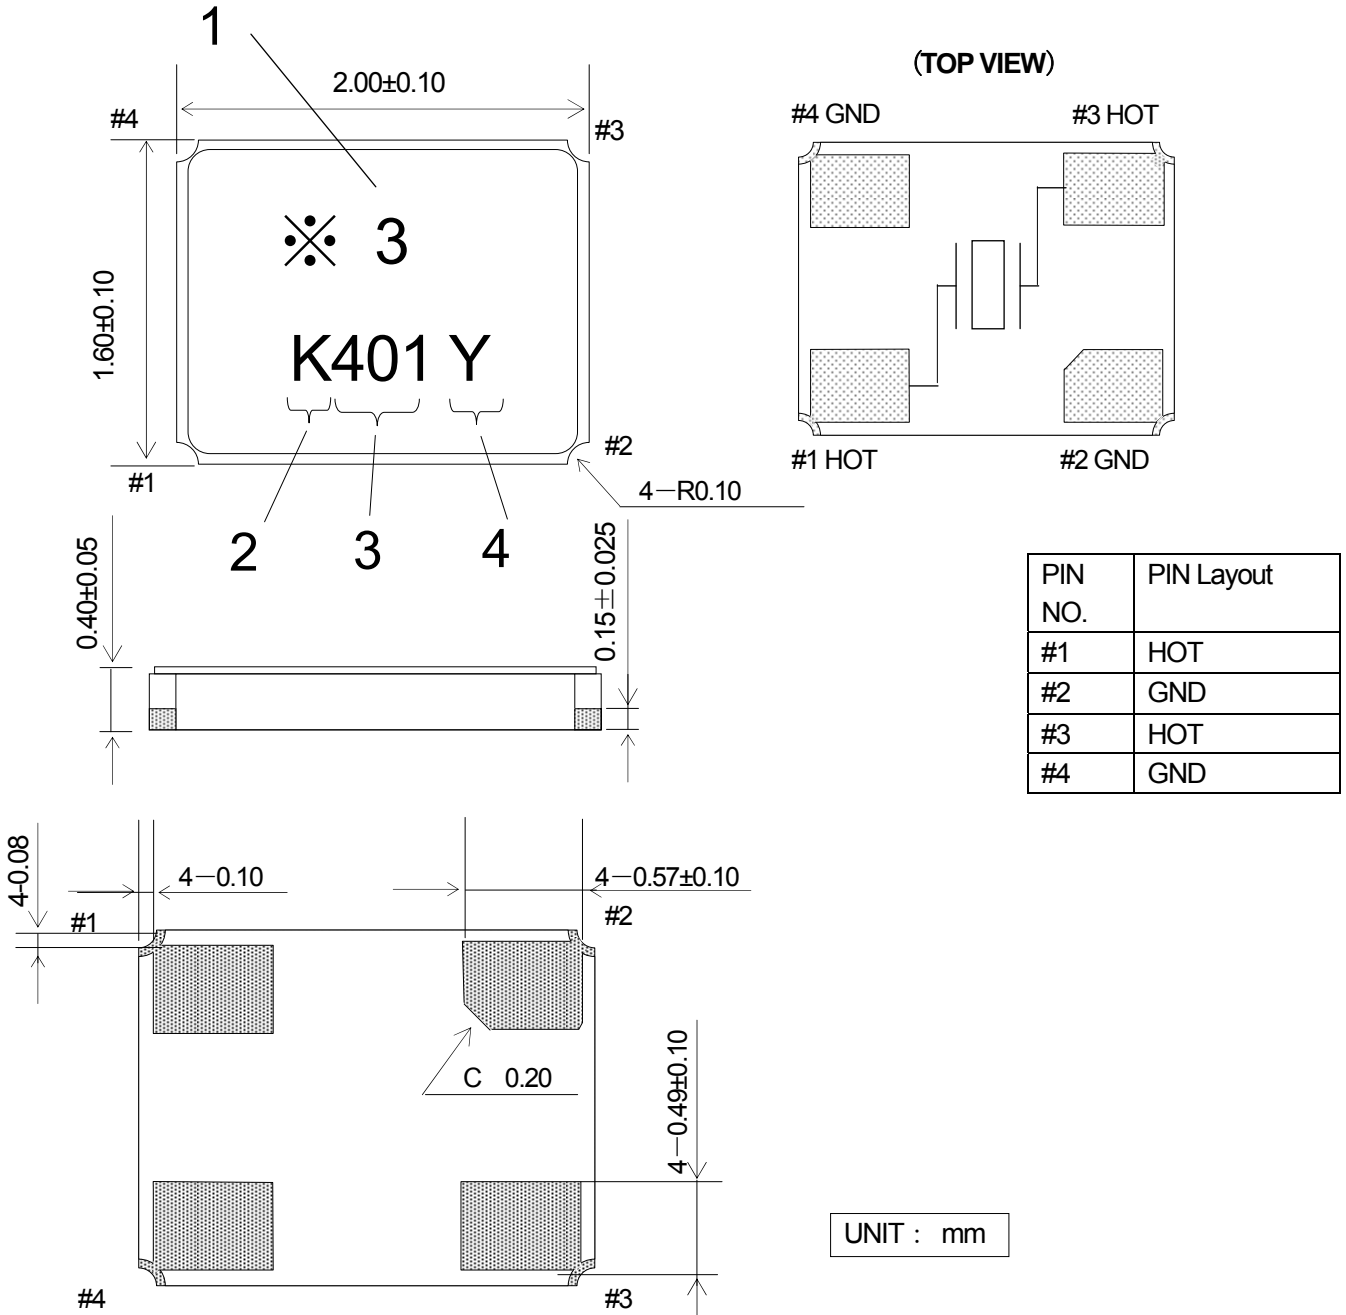 1
2.00±0.10
#4
#3
1.60±0.10
※ 3
K401 Y
#2
#1
4－R0.10
2 3 4
(TOP VIEW)
#4 GND #3 HOT
#1 HOT #2 GND
0.40±0.05
0.15±0.025
PIN NO. PIN Layout
#1 HOT
#2 GND
#3 HOT
#4 GND
4-0.08
4－0.10
4－0.57±0.10
#1
#2
C 0.20
4－0.49±0.10
#4
#3
UNIT : mm